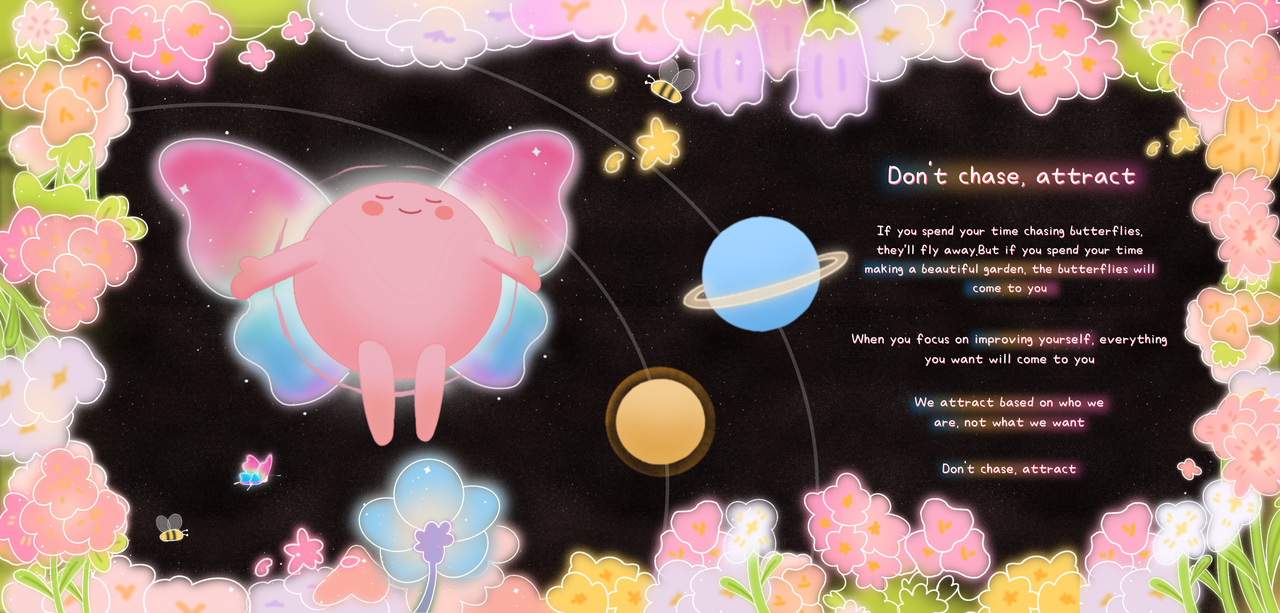 Don't chase, attract
If you spend your time chasing butterflies,
they'll fly away.But if you spend your time
making a beautiful garden, the butterflies will
come to you
When you focus on improving yourself, everything
you want will come to you
We attract based on who we
are, not what we want
Don't chase, attract